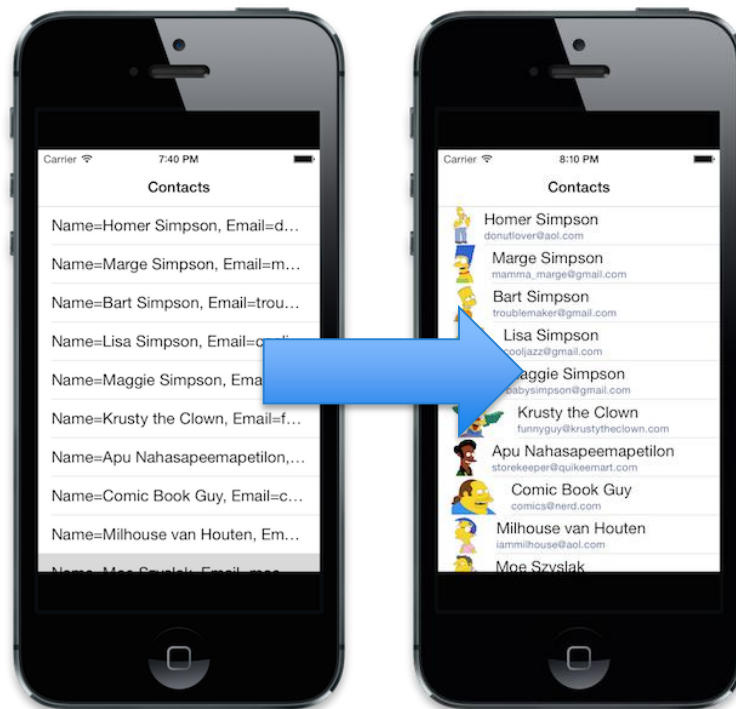 Carrier 7:40 PM
Contacts
Name=Homer Simpson, Email=d...
Name=Marge Simpson, Email=m...
Name=Bart Simpson, Email=trou...
Name=Lisa Simpson, Email=
Name=Maggie Simpson,
Name=Krusty the Clown, Email=f...
Name=Apu Nahasapeemapetilon,...
Name=Comic Book Guy, Email=c...
Name=Milhouse van Houten, Em...
Name=Moe Szyslak, Email=moe
Carrier 8:10 PM
Contacts
Homer Simpson
donutlover@aol.com
Marge Simpson
mamma_marge@gmail.com
Bart Simpson
troublemaker@gmail.com
Lisa Simpson
cooljazz@gmail.com
aggie Simpson
babysimpson@gmail.com
Krusty the Clown
funnyguy@krustytheclown.com
Apu Nahasapeemapetilon
storekeeper@quikeemart.com
Comic Book Guy
comics@nerd.com
Milhouse van Houten
iammilhouse@aol.com
Moe Szyslak